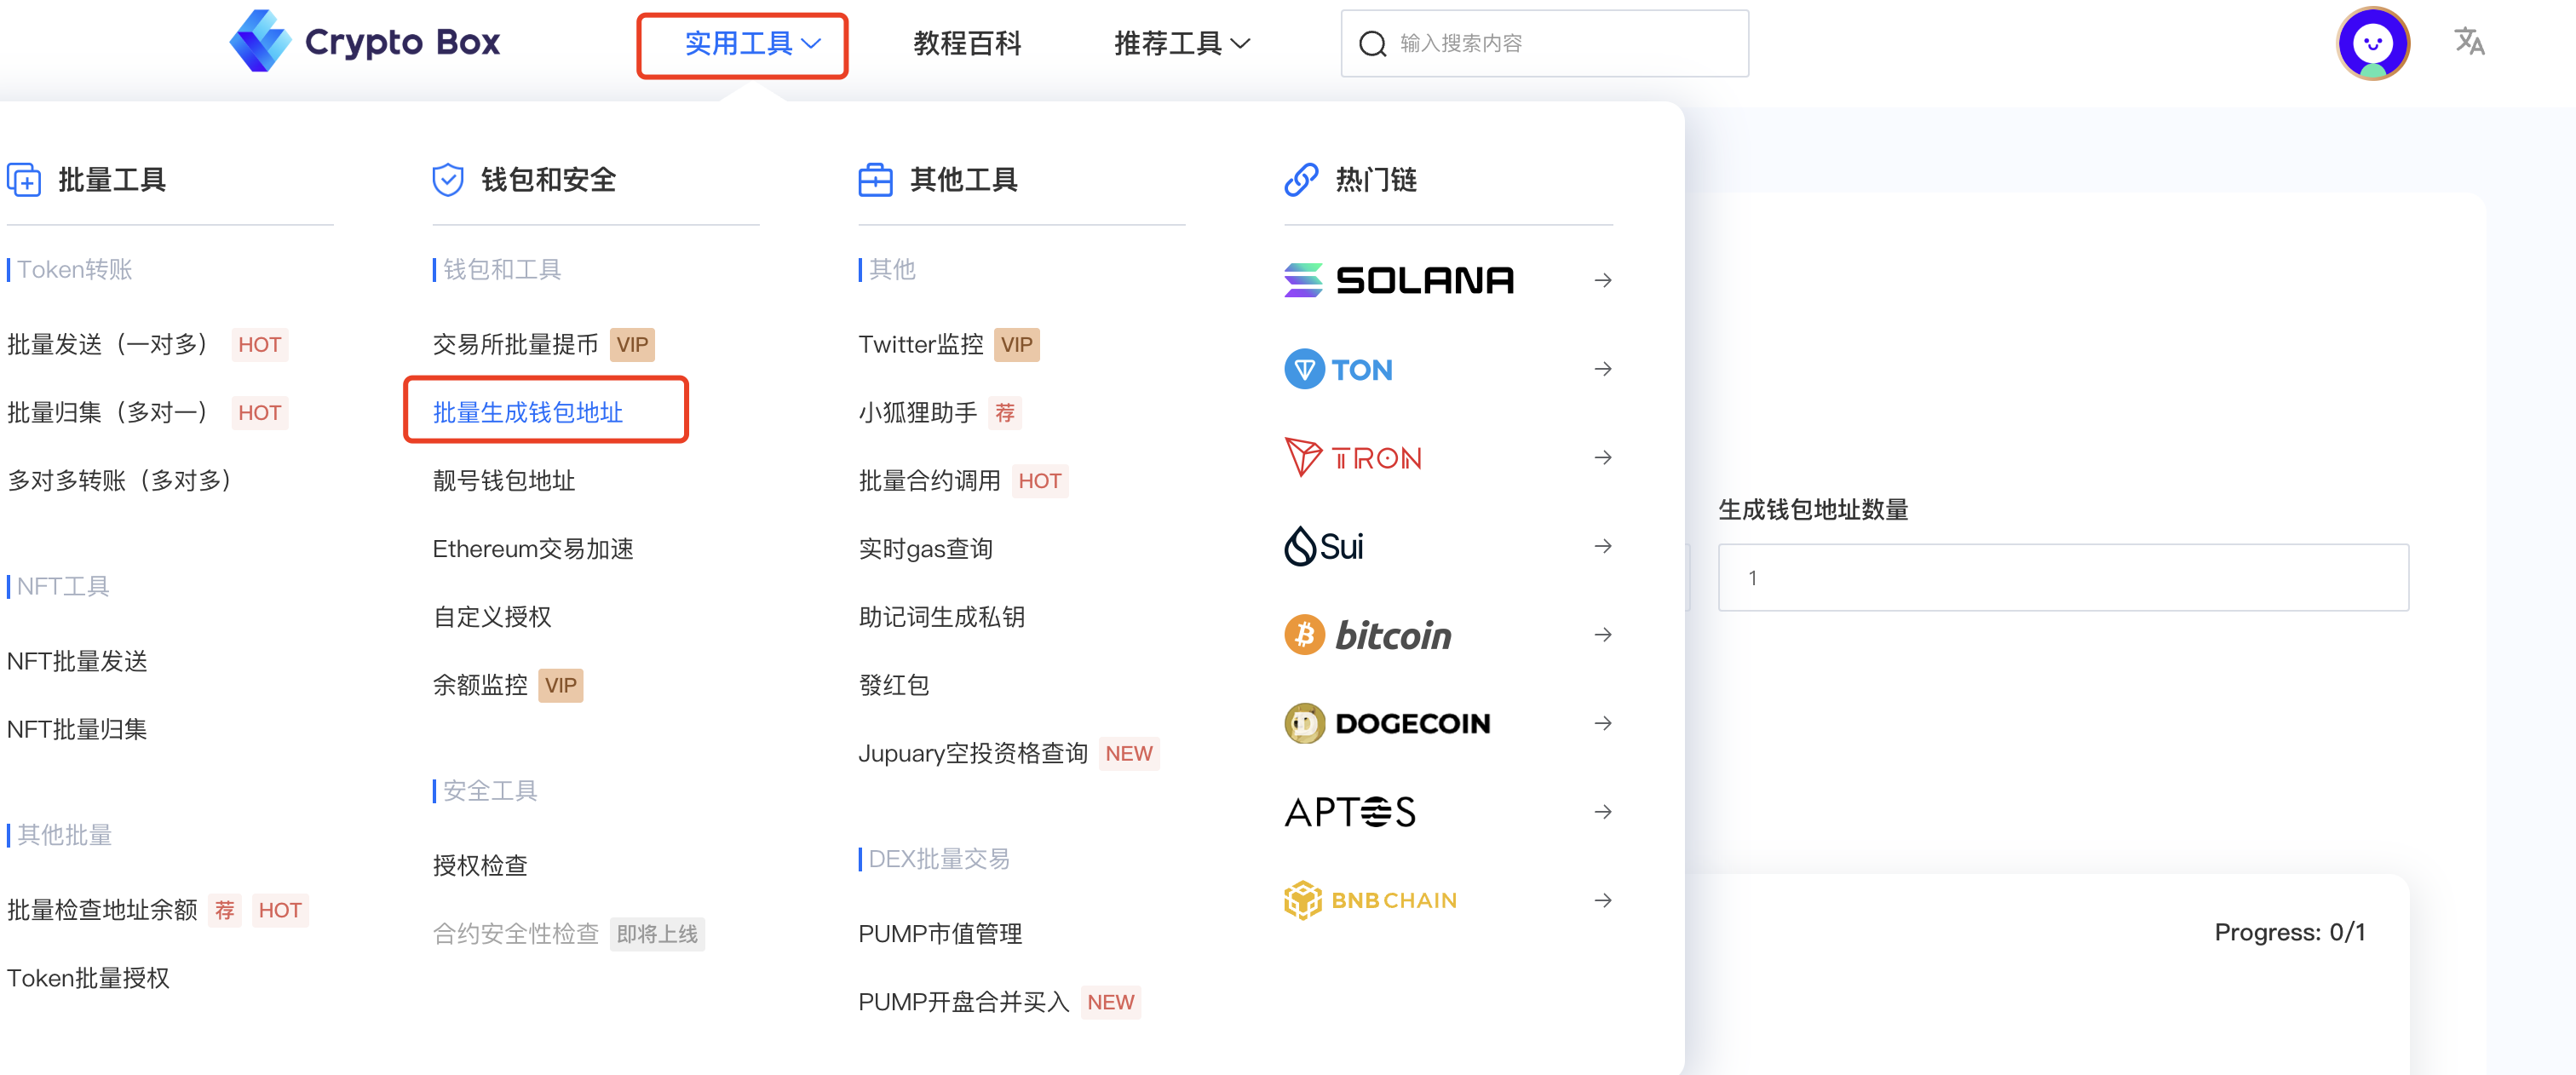 Crypto Box
实用工具
教程百科
推荐工具
输入搜索内容
批量工具
Token转账
批量发送（一对多） HOT
批量归集（多对一） HOT
多对多转账（多对多）
NFT工具
NFT批量发送
NFT批量归集
其他批量
批量检查地址余额 荐 HOT
Token批量授权
钱包和安全
钱包和工具
交易所批量提币 VIP
批量生成钱包地址
靓号钱包地址
Ethereum交易加速
自定义授权
余额监控 VIP
安全工具
授权检查
合约安全性检查 即将上线
其他工具
其他
Twitter监控 VIP
小狐狸助手 荐
批量合约调用 HOT
实时gas查询
助记词生成私钥
發红包
Jupuary空投资格查询 NEW
DEX批量交易
PUMP市值管理
PUMP开盘合并买入 NEW
热门链
SOLANA
TON
TRON
Sui
bitcoin
DOGECOIN
APTOS
BNB CHAIN
生成钱包地址数量
1
Progress: 0/1